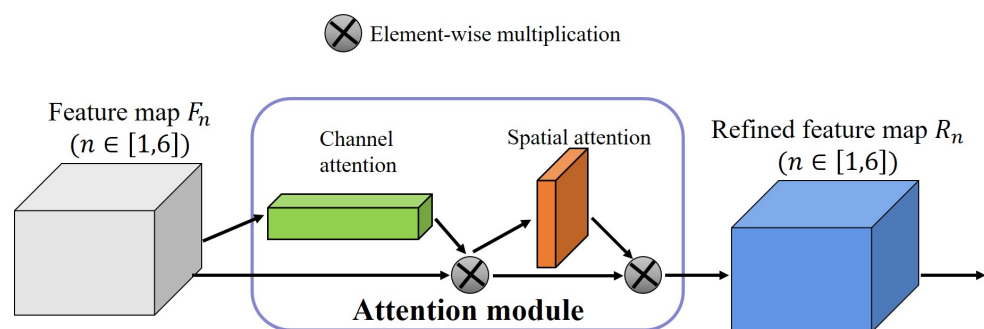 Element-wise multiplication
Feature map Fₙ
(n ∈ [1,6])
Channel
attention
Spatial attention
Refined feature map Rₙ
(n ∈ [1,6])
Attention module